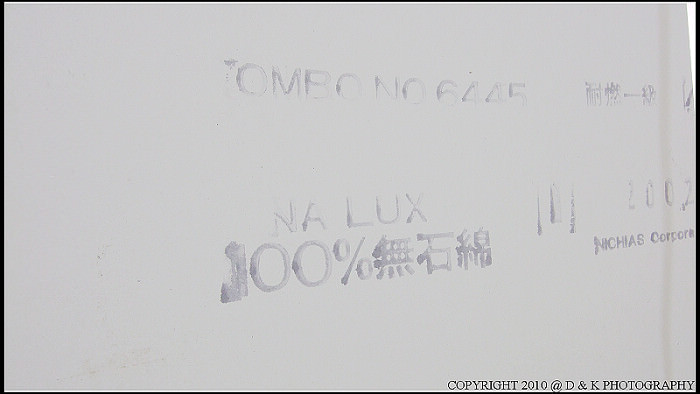 TOMBO NO 6445 耐燃一級
NA LUX 2002
NICHIAS Corpora
100%無石綿
COPYRIGHT 2010 @ D & K PHOTOGRAPHY